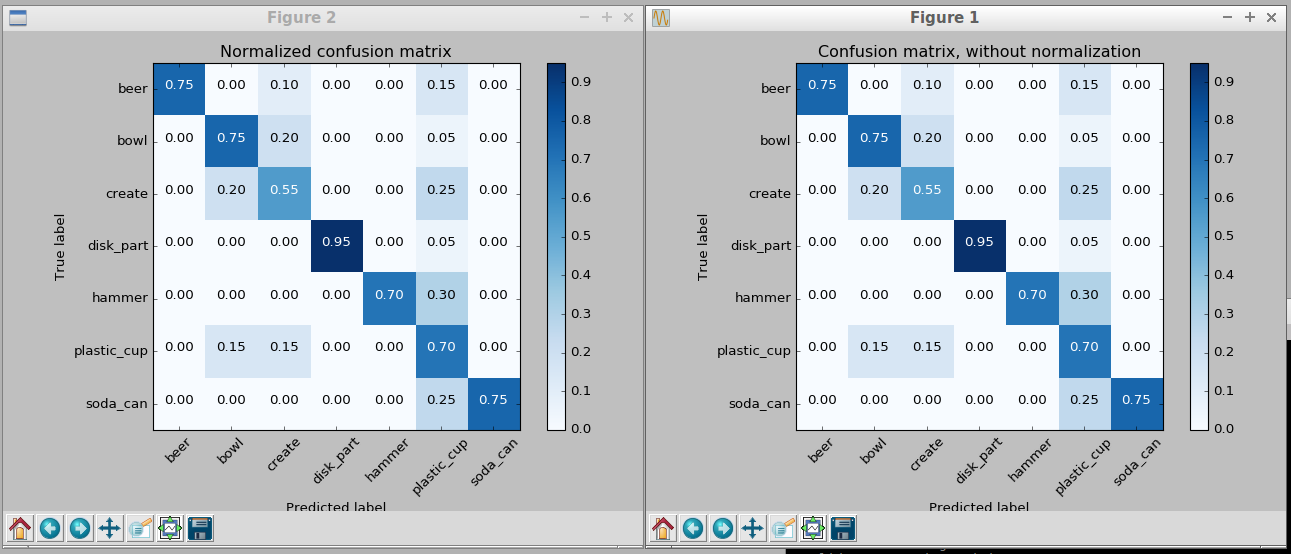 Figure 2
Normalized confusion matrix
beer 0.75 0.00 0.10 0.00 0.00 0.15 0.00
bowl 0.00 0.75 0.20 0.00 0.00 0.05 0.00
create 0.00 0.20 0.55 0.00 0.00 0.25 0.00
disk_part 0.00 0.00 0.00 0.95 0.00 0.05 0.00
hammer 0.00 0.00 0.00 0.00 0.70 0.30 0.00
plastic_cup 0.00 0.15 0.15 0.00 0.00 0.70 0.00
soda_can 0.00 0.00 0.00 0.00 0.00 0.25 0.75
True label
beer bowl create disk_part hammer plastic_cup soda_can
Predicted label
0.9
0.8
0.7
0.6
0.5
0.4
0.3
0.2
0.1
0.0
Figure 1
Confusion matrix, without normalization
beer 0.75 0.00 0.10 0.00 0.00 0.15 0.00
bowl 0.00 0.75 0.20 0.00 0.00 0.05 0.00
create 0.00 0.20 0.55 0.00 0.00 0.25 0.00
disk_part 0.00 0.00 0.00 0.95 0.00 0.05 0.00
hammer 0.00 0.00 0.00 0.00 0.70 0.30 0.00
plastic_cup 0.00 0.15 0.15 0.00 0.00 0.70 0.00
soda_can 0.00 0.00 0.00 0.00 0.00 0.25 0.75
True label
beer bowl create disk_part hammer plastic_cup soda_can
Predicted label
0.9
0.8
0.7
0.6
0.5
0.4
0.3
0.2
0.1
0.0